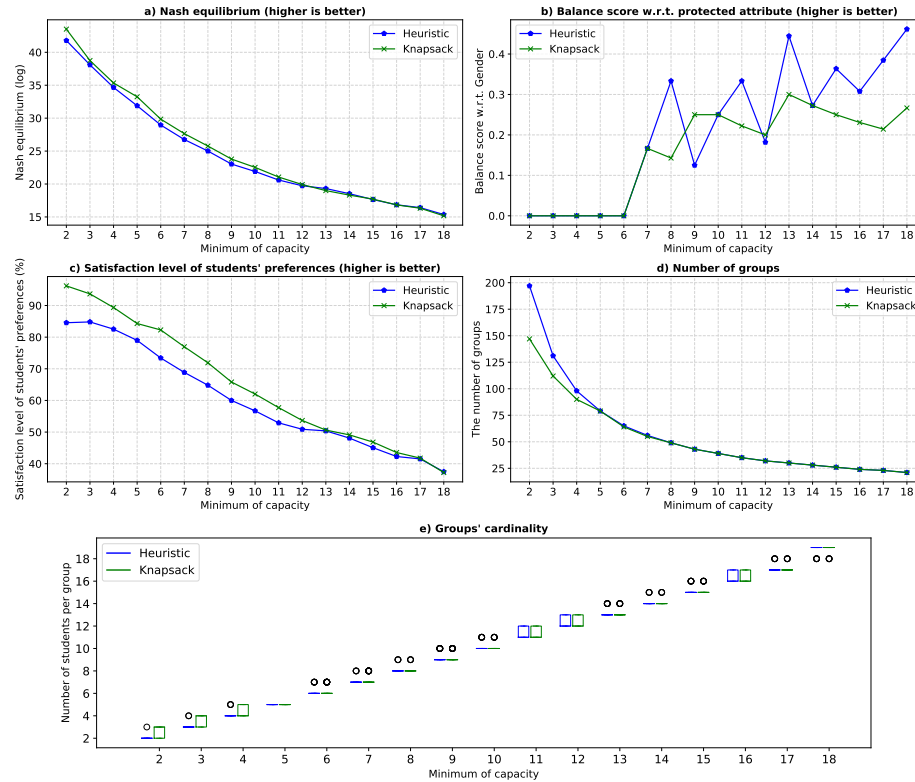 a) Nash equilibrium (higher is better)
Heuristic
Knapsack
Nash equilibrium (log)
40
35
30
25
20
15
2 3 4 5 6 7 8 9 10 11 12 13 14 15 16 17 18
Minimum of capacity
b) Balance score w.r.t. protected attribute (higher is better)
Heuristic
Knapsack
Balance score w.r.t. Gender
0.4
0.3
0.2
0.1
0.0
2 3 4 5 6 7 8 9 10 11 12 13 14 15 16 17 18
Minimum of capacity
c) Satisfaction level of students' preferences (higher is better)
Heuristic
Knapsack
Satisfaction level of students' preferences (%)
90
80
70
60
50
40
2 3 4 5 6 7 8 9 10 11 12 13 14 15 16 17 18
Minimum of capacity
d) Number of groups
Heuristic
Knapsack
The number of groups
200
175
150
125
100
75
50
25
2 3 4 5 6 7 8 9 10 11 12 13 14 15 16 17 18
Minimum of capacity
e) Groups' cardinality
Heuristic
Knapsack
Number of students per group
18
16
14
12
10
8
6
4
2
2 3 4 5 6 7 8 9 10 11 12 13 14 15 16 17 18
Minimum of capacity